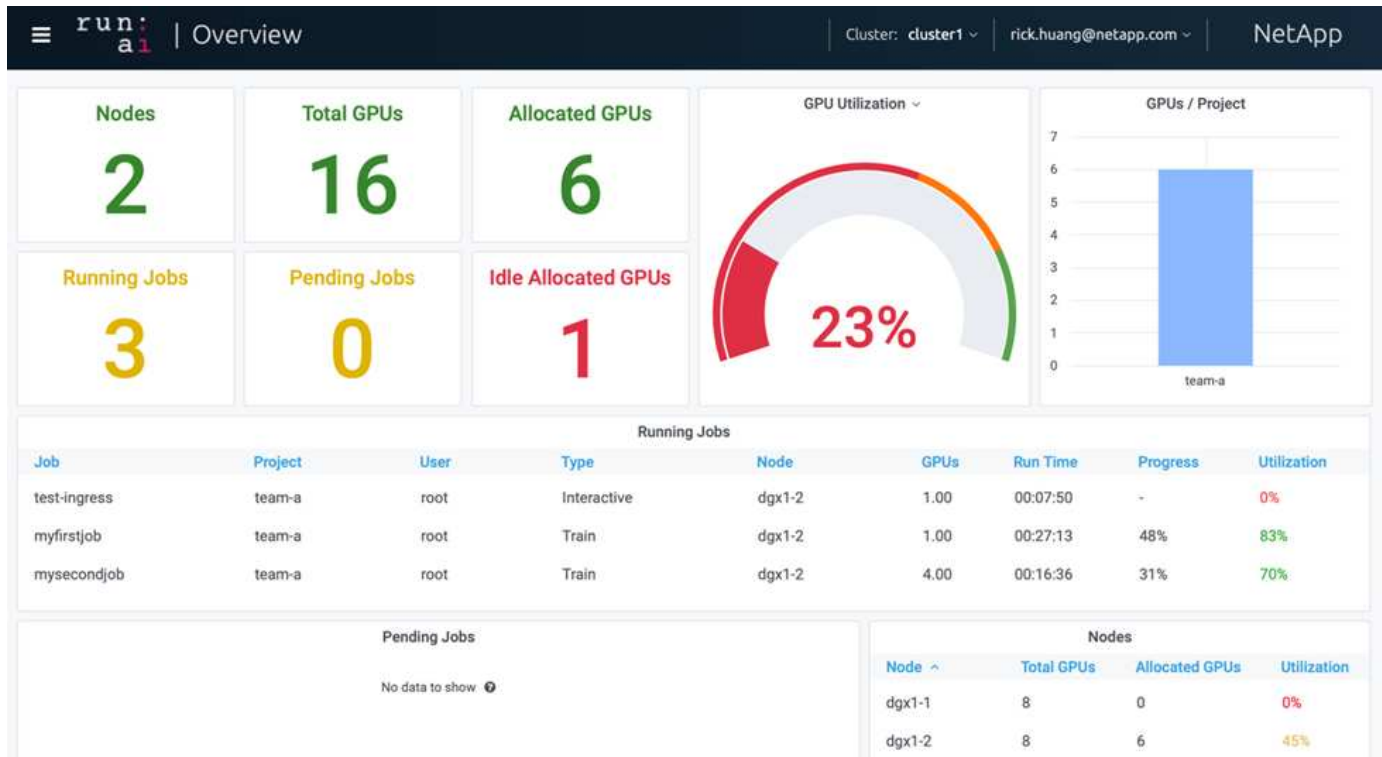 run:
ai | Overview
Cluster: cluster1
rick.huang@netapp.com
NetApp
Nodes
2
Total GPUs
16
Allocated GPUs
6
Running Jobs
3
Pending Jobs
0
Idle Allocated GPUs
1
GPU Utilization
23%
GPUs / Project
7
6
5
4
3
2
1
0
team-a
Running Jobs
Job Project User Type Node GPUs Run Time Progress Utilization
test-ingress team-a root Interactive dgx1-2 1.00 00:07:50 - 0%
myfirstjob team-a root Train dgx1-2 1.00 00:27:13 48% 83%
mysecondjob team-a root Train dgx1-2 4.00 00:16:36 31% 70%
Pending Jobs
No data to show
Nodes
Node Total GPUs Allocated GPUs Utilization
dgx1-1 8 0 0%
dgx1-2 8 6 45%